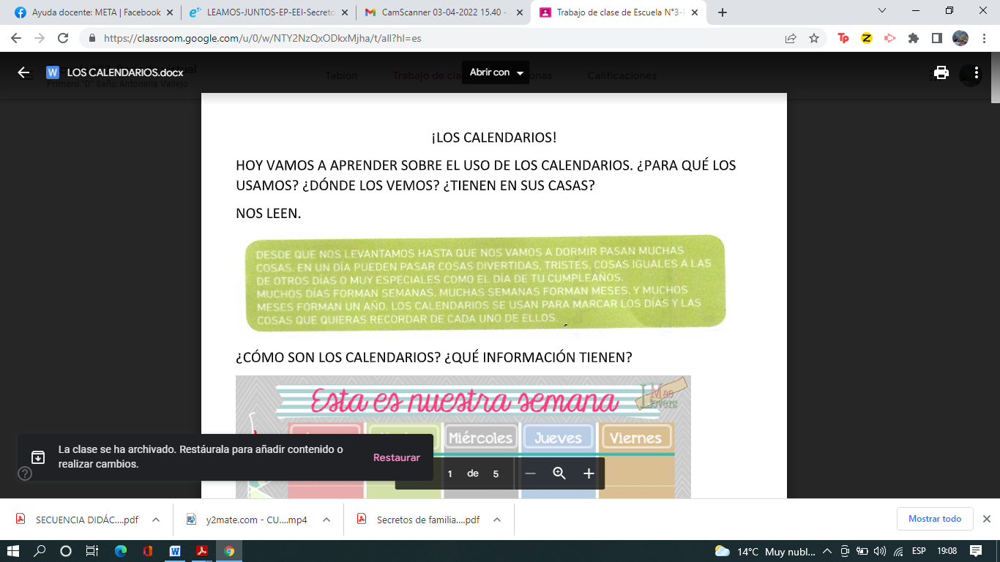 Ayuda docente: META | Facebook
LEAMOS-JUNTOS-EP-EEI-Secreto
CamScanner 03-04-2022 15.40 -
Trabajo de clase de Escuela N°3-
https://classroom.google.com/u/0/w/NTY2NzQxODkxMjha/t/all?hl=es
LOS CALENDARIOS.docx
Primero "D" Seño:Antonella Vallejo
Tablón
Trabajo de clase
Abrir con
Calificaciones
¡LOS CALENDARIOS!
HOY VAMOS A APRENDER SOBRE EL USO DE LOS CALENDARIOS. ¿PARA QUÉ LOS
USAMOS? ¿DÓNDE LOS VEMOS? ¿TIENEN EN SUS CASAS?
NOS LEEN.
DESDE QUE NOS LEVANTAMOS HASTA QUE NOS VAMOS A DORMIR PASAN MUCHAS
COSAS. EN UN DÍA PUEDEN PASAR COSAS DIVERTIDAS, TRISTES, COSAS IGUALES A LAS
DE OTROS DÍAS O MUY ESPECIALES COMO EL DÍA DE TU CUMPLEAÑOS.
MUCHOS DÍAS FORMAN SEMANAS. MUCHAS SEMANAS FORMAN MESES. Y MUCHOS
MESES FORMAN UN AÑO. LOS CALENDARIOS SE USAN PARA MARCAR LOS DÍAS Y LAS
COSAS QUE QUIERAS RECORDAR DE CADA UNO DE ELLOS.
¿CÓMO SON LOS CALENDARIOS? ¿QUÉ INFORMACIÓN TIENEN?
Esta es nuestra semana
Miércoles
Jueves
Viernes
La clase se ha archivado. Restáurala para añadir contenido o
realizar cambios.
Restaurar
1 de 5
SECUENCIA DIDÁC....pdf
y2mate.com - CU....mp4
Secretos de familia....pdf
Mostrar todo
14°C Muy nubl...
ESP
19:08